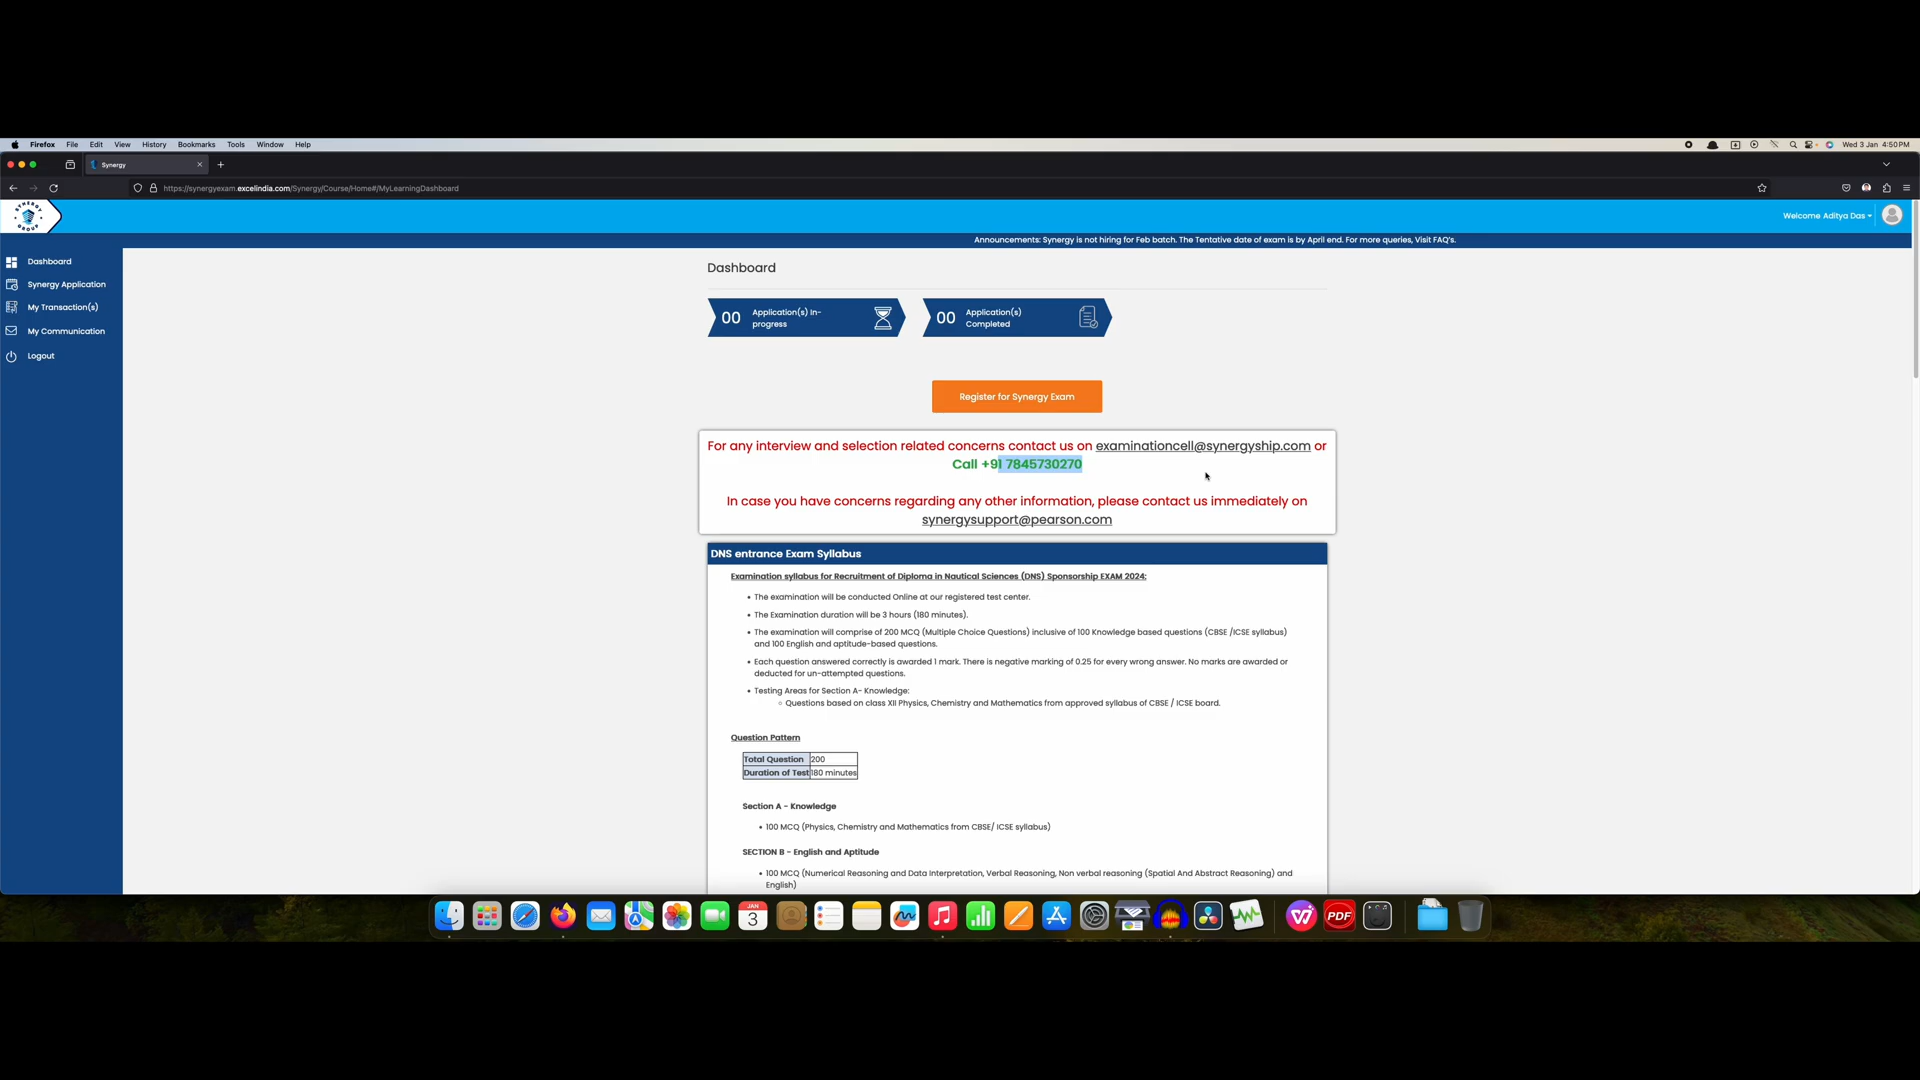 Firefox File Edit View History Bookmarks Tools Window Help Wed 3 Jan 4:50PM
Synergy
https://synergyexam.excelindia.com/Synergy/Course/Home#/MyLearningDashboard
SYNERGY GROUP
Welcome Aditya Das
Announcements: Synergy is not hiring for Feb batch. The Tentative date of exam is by April end. For more queries, Visit FAQ's.
Dashboard
Synergy Application
My Transaction(s)
My Communication
Logout
Dashboard
00 Application(s) In-
progress
00 Application(s)
Completed
Register for Synergy Exam
For any interview and selection related concerns contact us on examinationcell@synergyship.com or
Call +91 7845730270
In case you have concerns regarding any other information, please contact us immediately on
synergysupport@pearson.com
DNS entrance Exam Syllabus
Examination syllabus for Recruitment of Diploma in Nautical Sciences (DNS) Sponsorship EXAM 2024:
• The examination will be conducted Online at our registered test center.
• The Examination duration will be 3 hours (180 minutes).
• The examination will comprise of 200 MCQ (Multiple Choice Questions) inclusive of 100 Knowledge based questions (CBSE /ICSE syllabus)
and 100 English and aptitude-based questions.
• Each question answered correctly is awarded 1 mark. There is negative marking of 0.25 for every wrong answer. No marks are awarded or
deducted for un-attempted questions.
• Testing Areas for Section A- Knowledge:
○ Questions based on class XII Physics, Chemistry and Mathematics from approved syllabus of CBSE / ICSE board.
Question Pattern
Total Question 200
Duration of Test 180 minutes
Section A - Knowledge
• 100 MCQ (Physics, Chemistry and Mathematics from CBSE/ ICSE syllabus)
SECTION B - English and Aptitude
• 100 MCQ (Numerical Reasoning and Data Interpretation, Verbal Reasoning, Non verbal reasoning (Spatial And Abstract Reasoning) and
English)
JAN
3
PDF